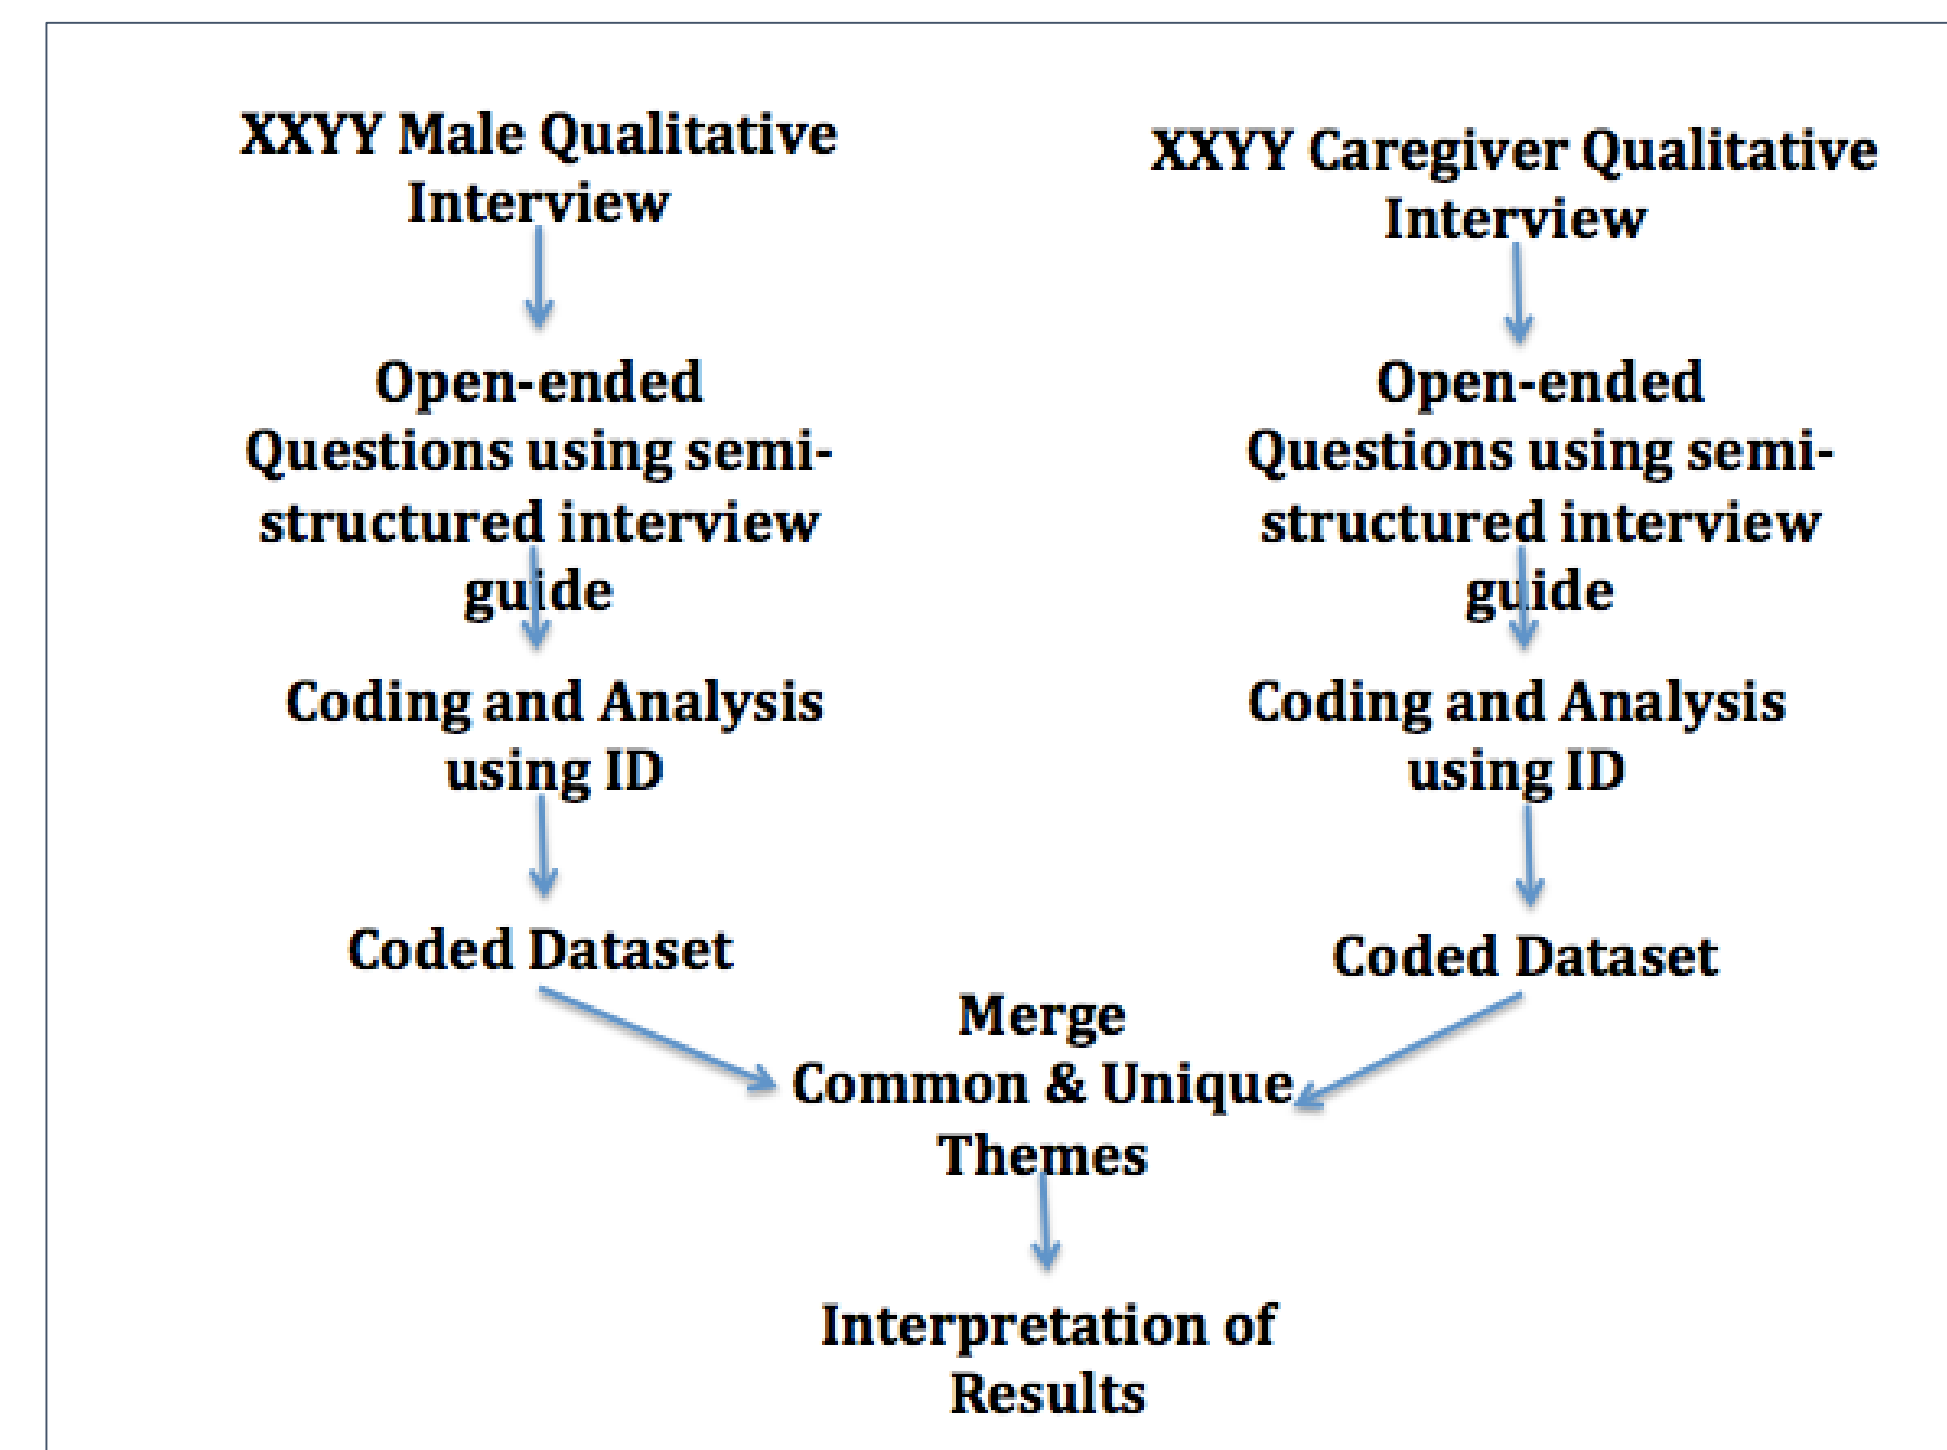 XXYY Male Qualitative
Interview
Open-ended
Questions using semi-
structured interview
guide
Coding and Analysis
using ID
Coded Dataset
XXYY Caregiver Qualitative
Interview
Open-ended
Questions using semi-
structured interview
guide
Coding and Analysis
using ID
Coded Dataset
Merge
Common & Unique
Themes
Interpretation of
Results